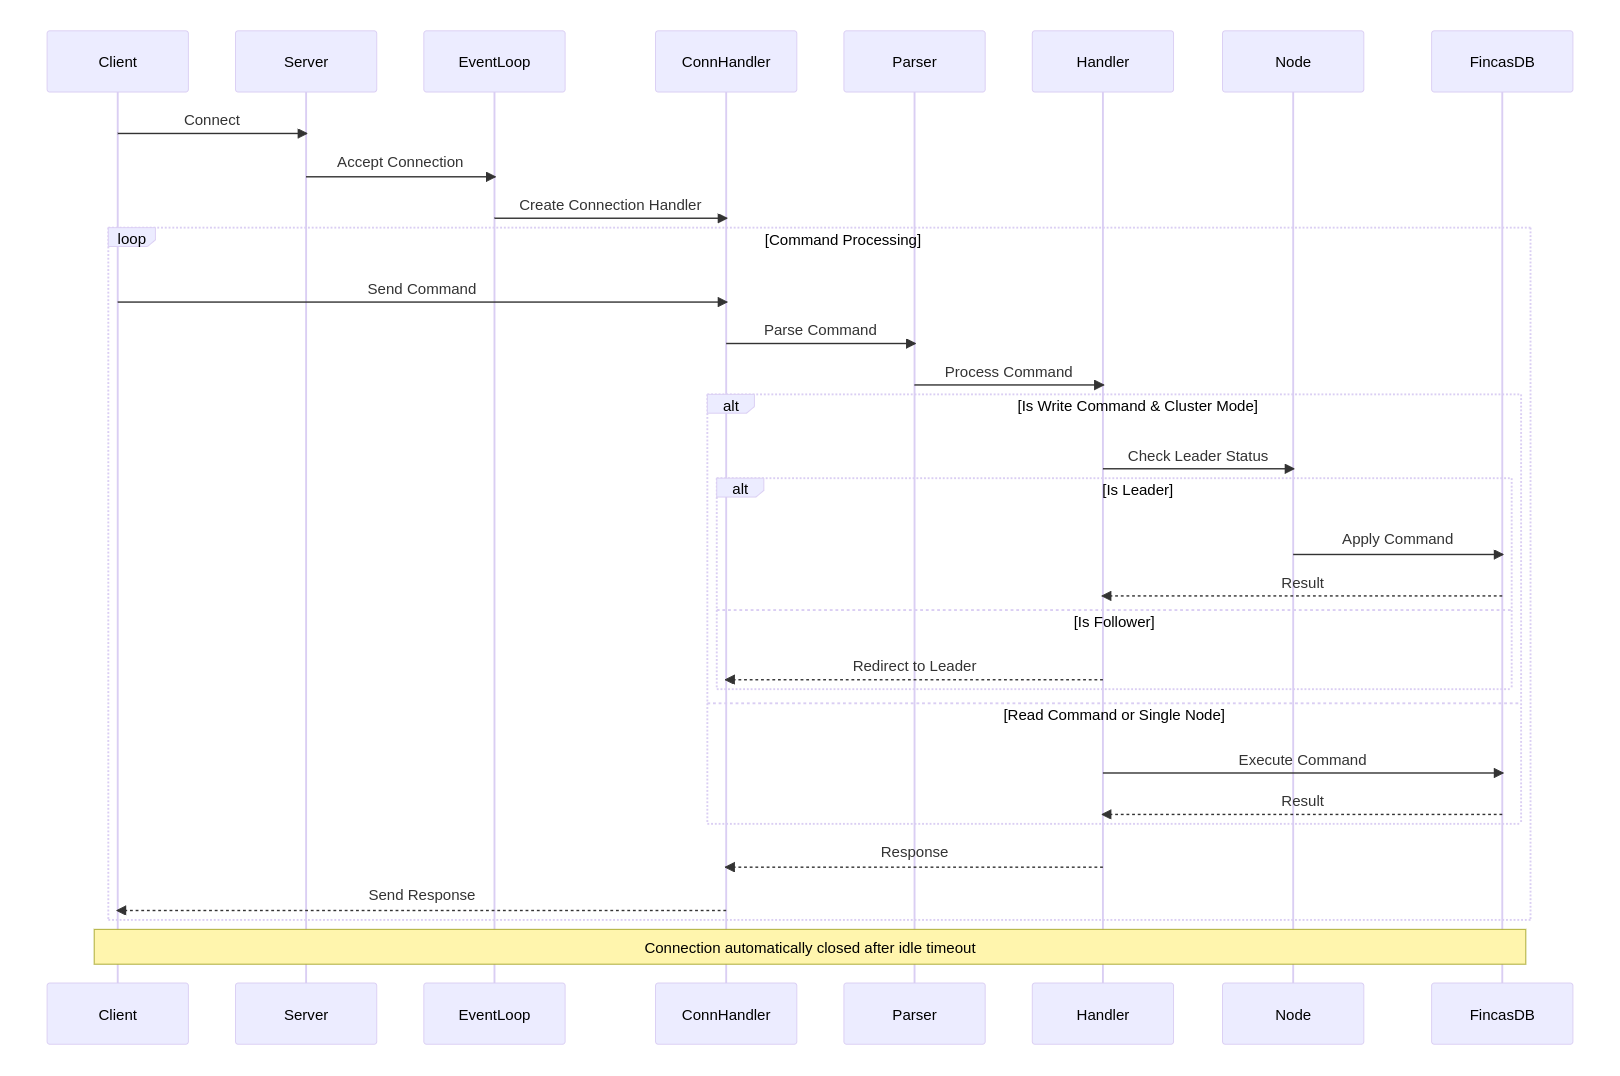 Client
Server
EventLoop
ConnHandler
Parser
Handler
Node
FincasDB
Connect
Accept Connection
Create Connection Handler
loop
[Command Processing]
Send Command
Parse Command
Process Command
alt
[Is Write Command & Cluster Mode]
Check Leader Status
alt
[Is Leader]
Apply Command
Result
[Is Follower]
Redirect to Leader
[Read Command or Single Node]
Execute Command
Result
Response
Send Response
Connection automatically closed after idle timeout
Client
Server
EventLoop
ConnHandler
Parser
Handler
Node
FincasDB